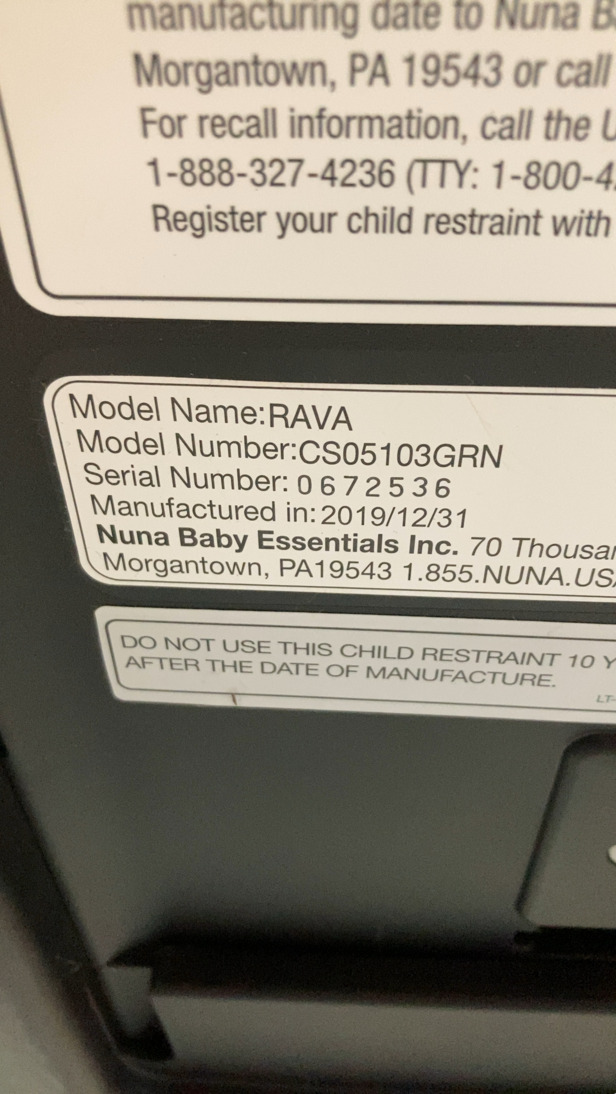 manufacturing date to Nuna
Morgantown, PA 19543 or call
For recall information, call the
1-888-327-4236 (TTY: 1-800-4
Register your child restraint with
Model Name:RAVA
Model Number:CS05103GRN
Serial Number: 0672536
Manufactured in:2019/12/31
Nuna Baby Essentials Inc. 70 Thousan
Morgantown, PA19543 1.855.NUNA.US
DO NOT USE THIS CHILD RESTRAINT 10 Y
AFTER THE DATE OF MANUFACTURE.
LT-